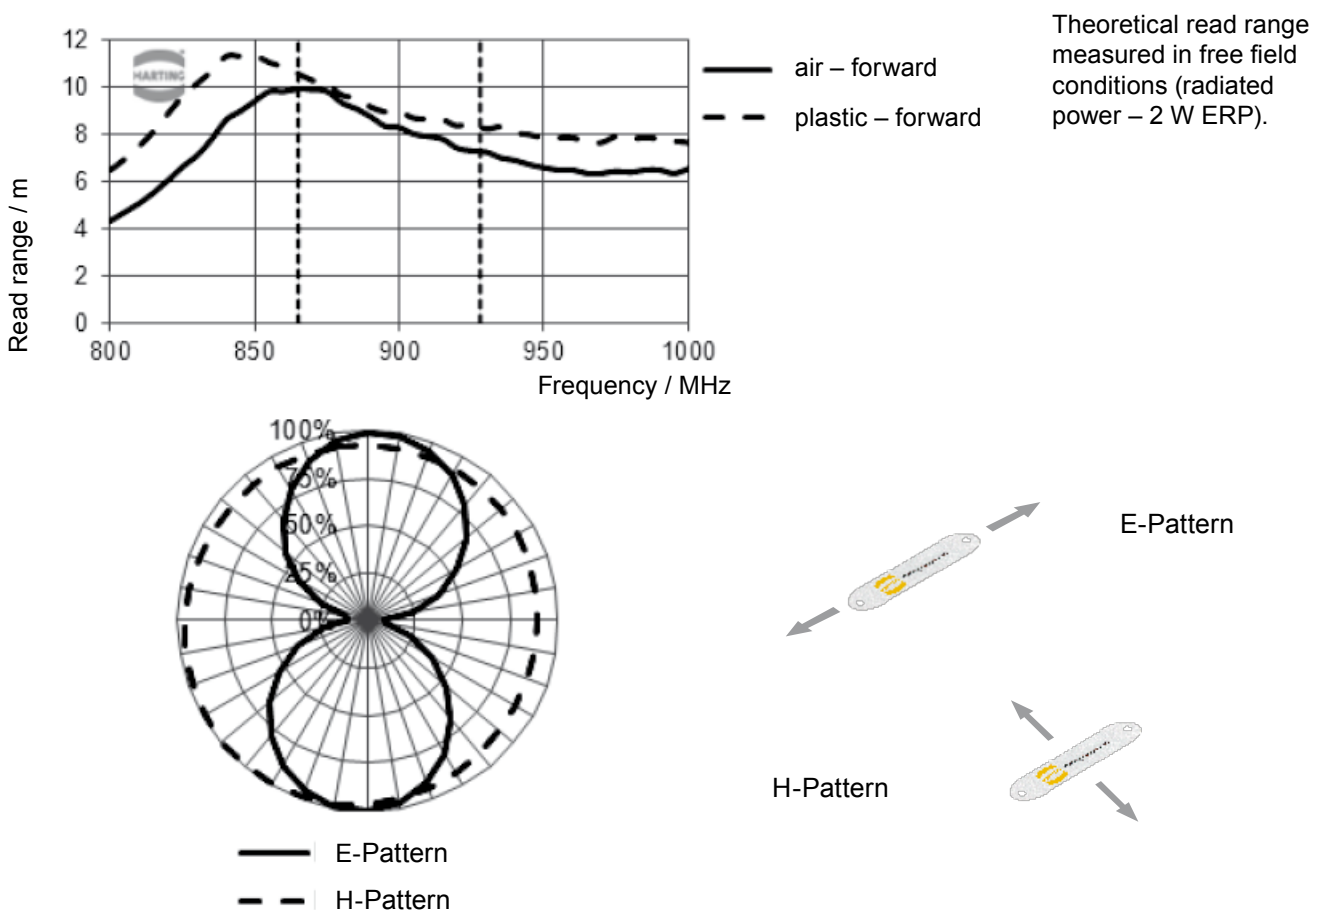 12
10
8
6
4
2
0
Read range / m
800
850
900
950
1000
Frequency / MHz
HARTING
air – forward
plastic – forward
Theoretical read range
measured in free field
conditions (radiated
power – 2 W ERP).
100%
75%
50%
25%
0%
E-Pattern
H-Pattern
E-Pattern
H-Pattern